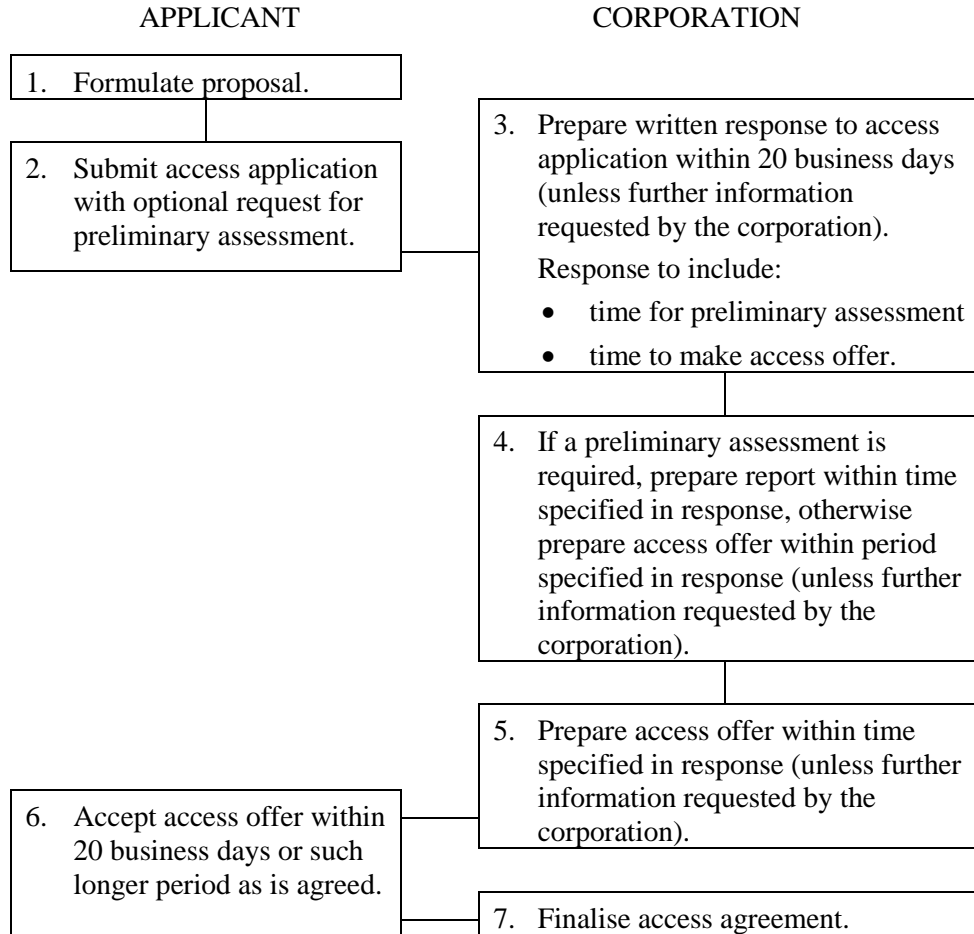 APPLICANT
CORPORATION
1. Formulate proposal.
2. Submit access application
with optional request for
preliminary assessment.
3. Prepare written response to access
application within 20 business days
(unless further information
requested by the corporation).
Response to include:
• time for preliminary assessment
• time to make access offer.
4. If a preliminary assessment is
required, prepare report within time
specified in response, otherwise
prepare access offer within period
specified in response (unless further
information requested by the
corporation).
5. Prepare access offer within time
specified in response (unless further
information requested by the
corporation).
6. Accept access offer within
20 business days or such
longer period as is agreed.
7. Finalise access agreement.